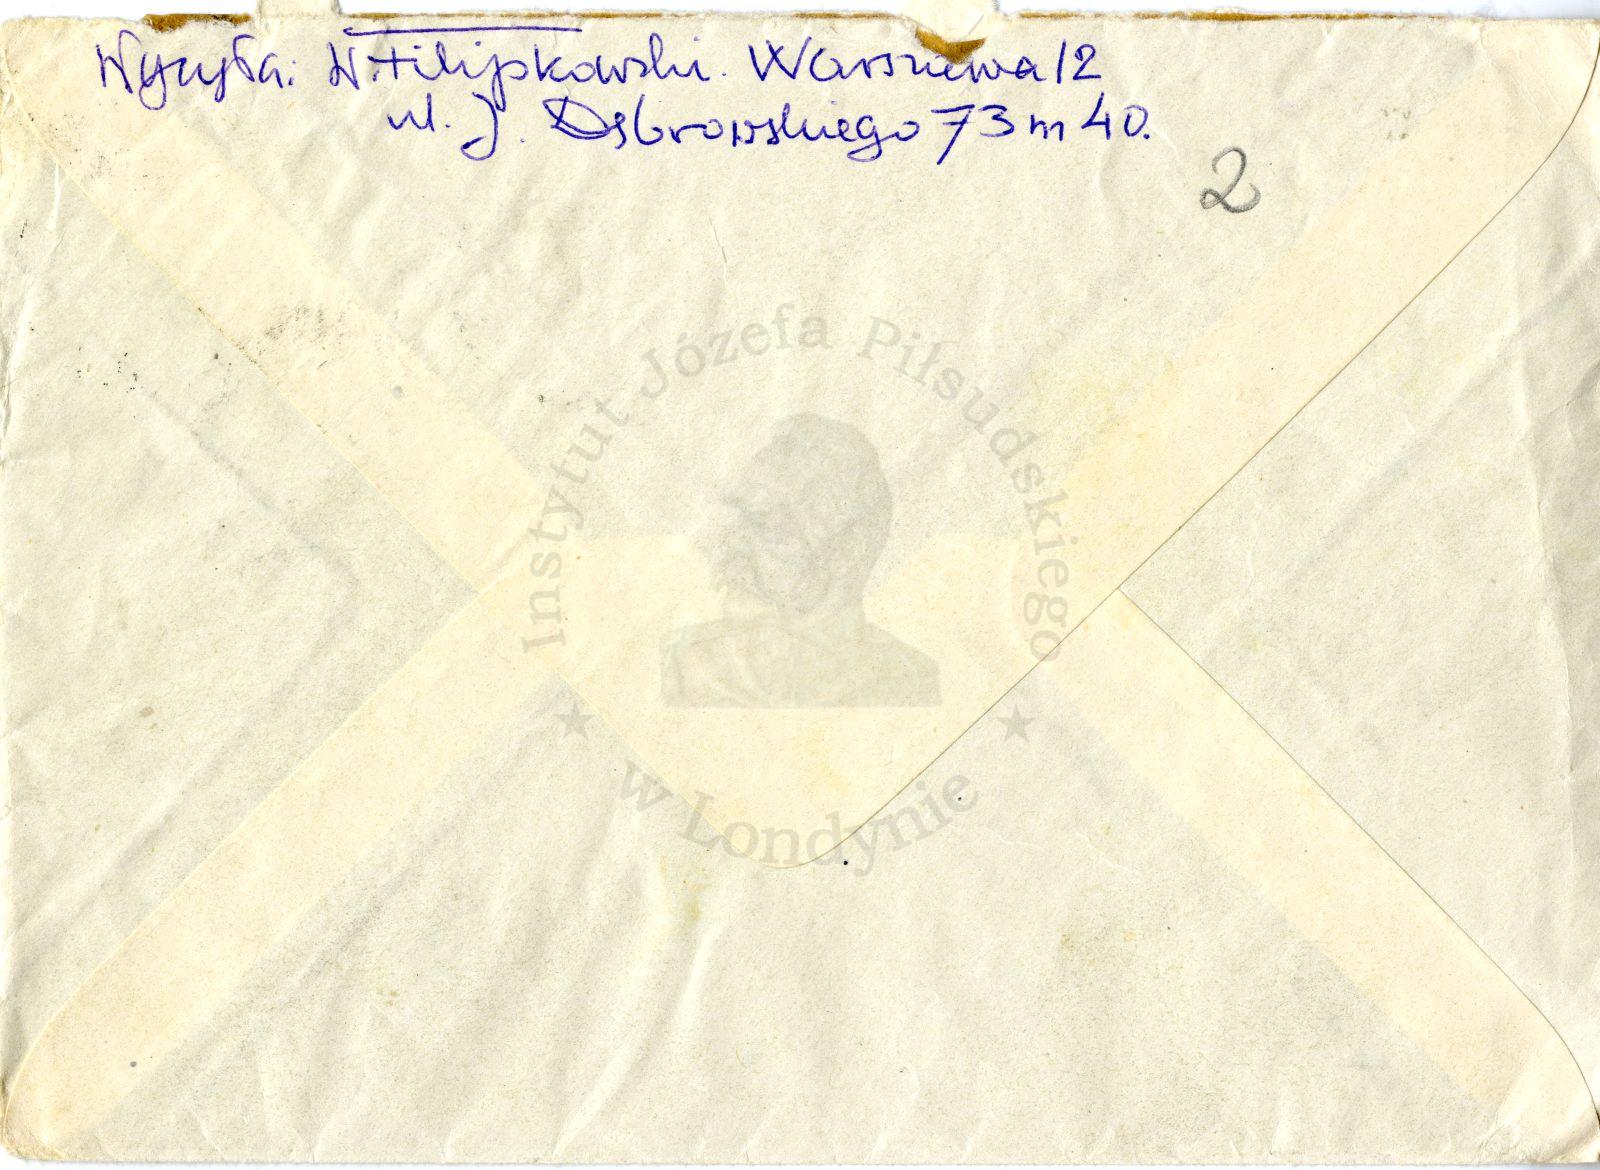 Wysyła: W. Filipkowski. Warszawa 12
ul. J. Dąbrowskiego 73 m 40.
2
Instytut Józefa Piłsudskiego
w Londynie